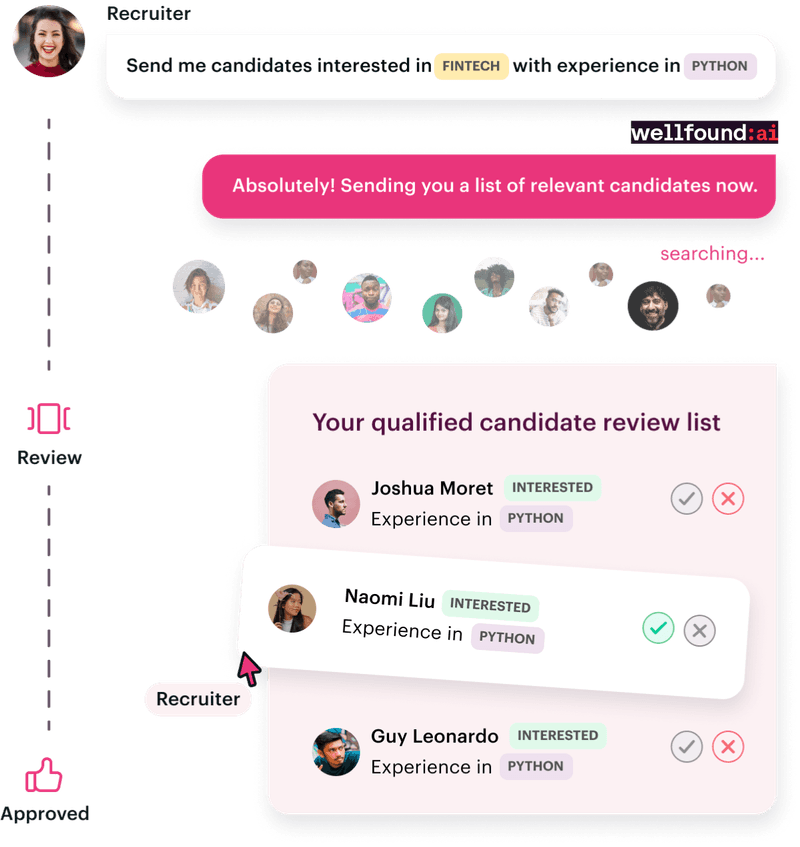 Recruiter
Send me candidates interested in FINTECH with experience in PYTHON
wellfound:ai
Absolutely! Sending you a list of relevant candidates now.
searching...
Your qualified candidate review list
Review
Joshua Moret INTERESTED
Experience in PYTHON
Naomi Liu INTERESTED
Experience in PYTHON
Recruiter
Guy Leonardo INTERESTED
Experience in PYTHON
Approved